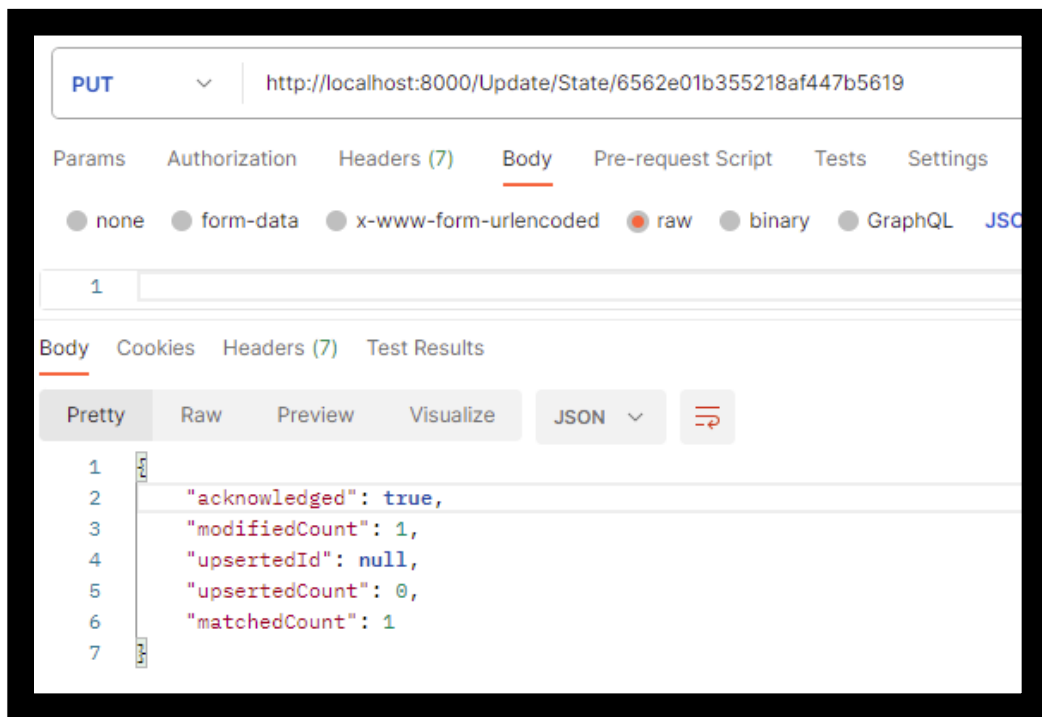 PUT http://localhost:8000/Update/State/6562e01b355218af447b5619
Params Authorization Headers (7) Body Pre-request Script Tests Settings
none form-data x-www-form-urlencoded raw binary GraphQL JSO
1
Body Cookies Headers (7) Test Results
Pretty Raw Preview Visualize JSON
1 {
2 "acknowledged": true,
3 "modifiedCount": 1,
4 "upsertedId": null,
5 "upsertedCount": 0,
6 "matchedCount": 1
7 }